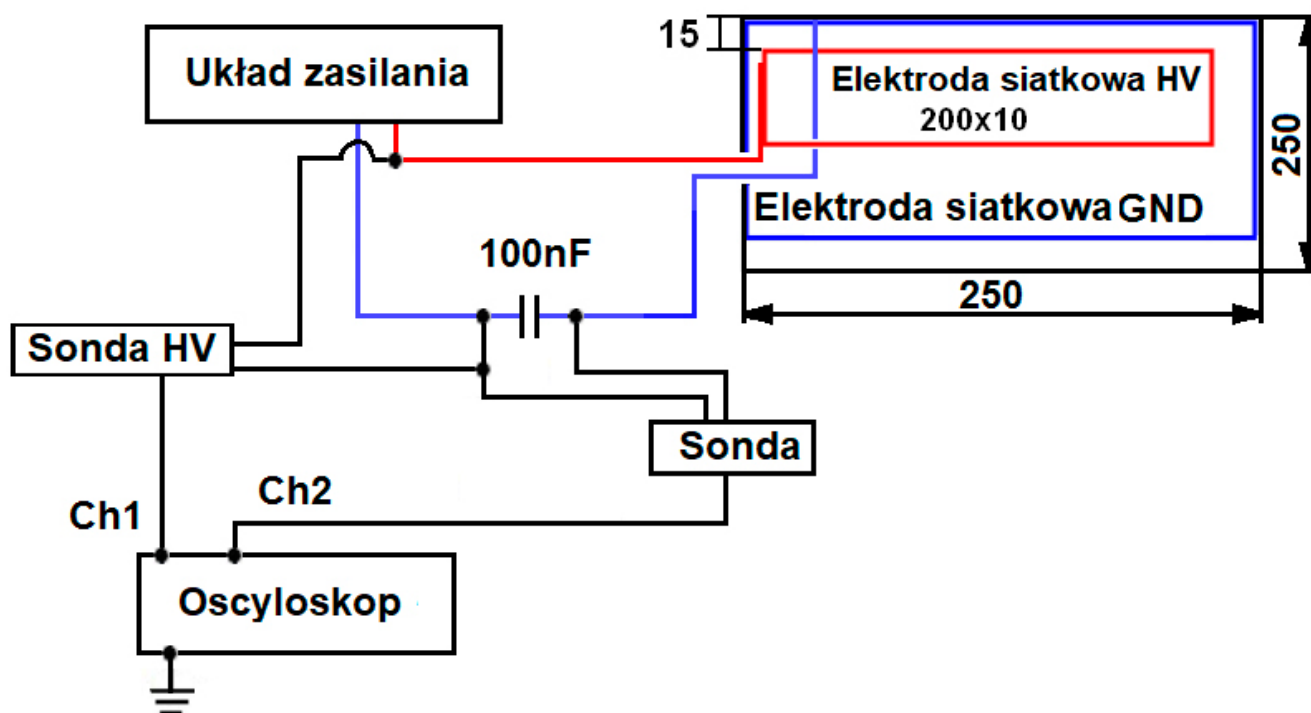 Układ zasilania
15
Elektroda siatkowa HV
200x10
250
Elektroda siatkowa GND
100nF
250
Sonda HV
Sonda
Ch2
Ch1
Oscyloskop